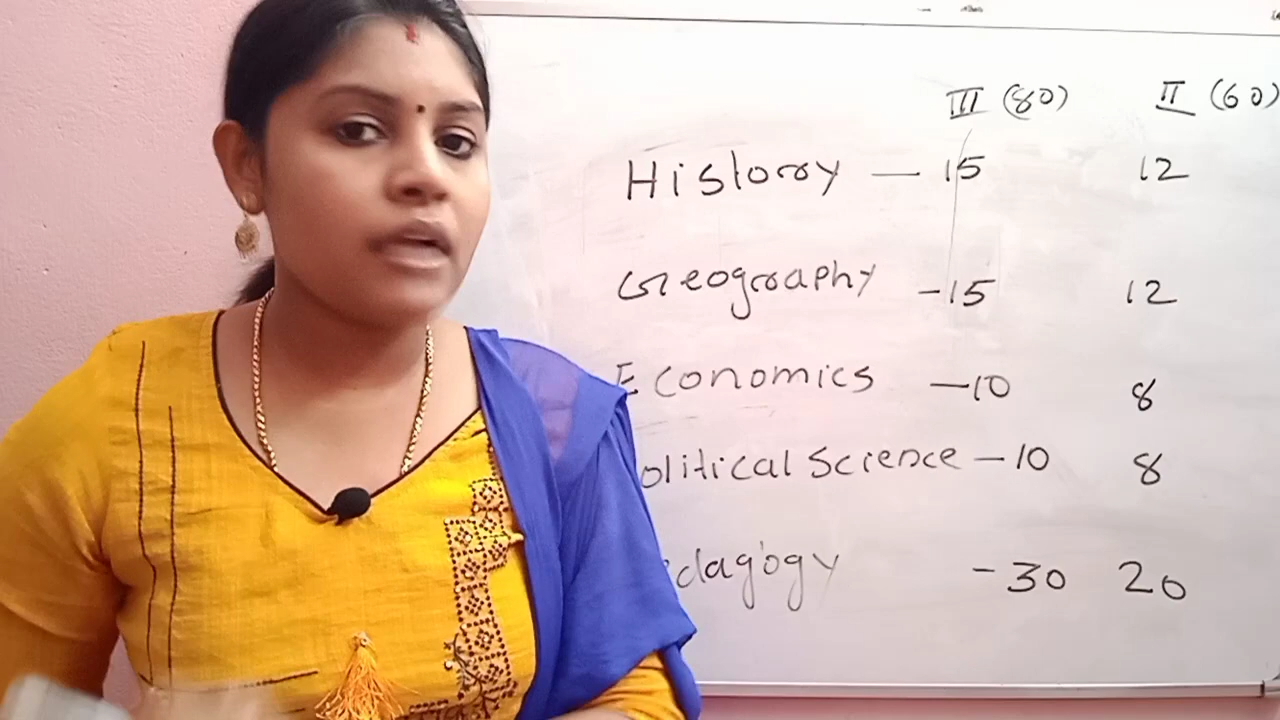 III (80) II (60)
History — 15 12
Geography - 15 12
Economics — 10 8
olitical Science — 10 8
dagogy - 30 20